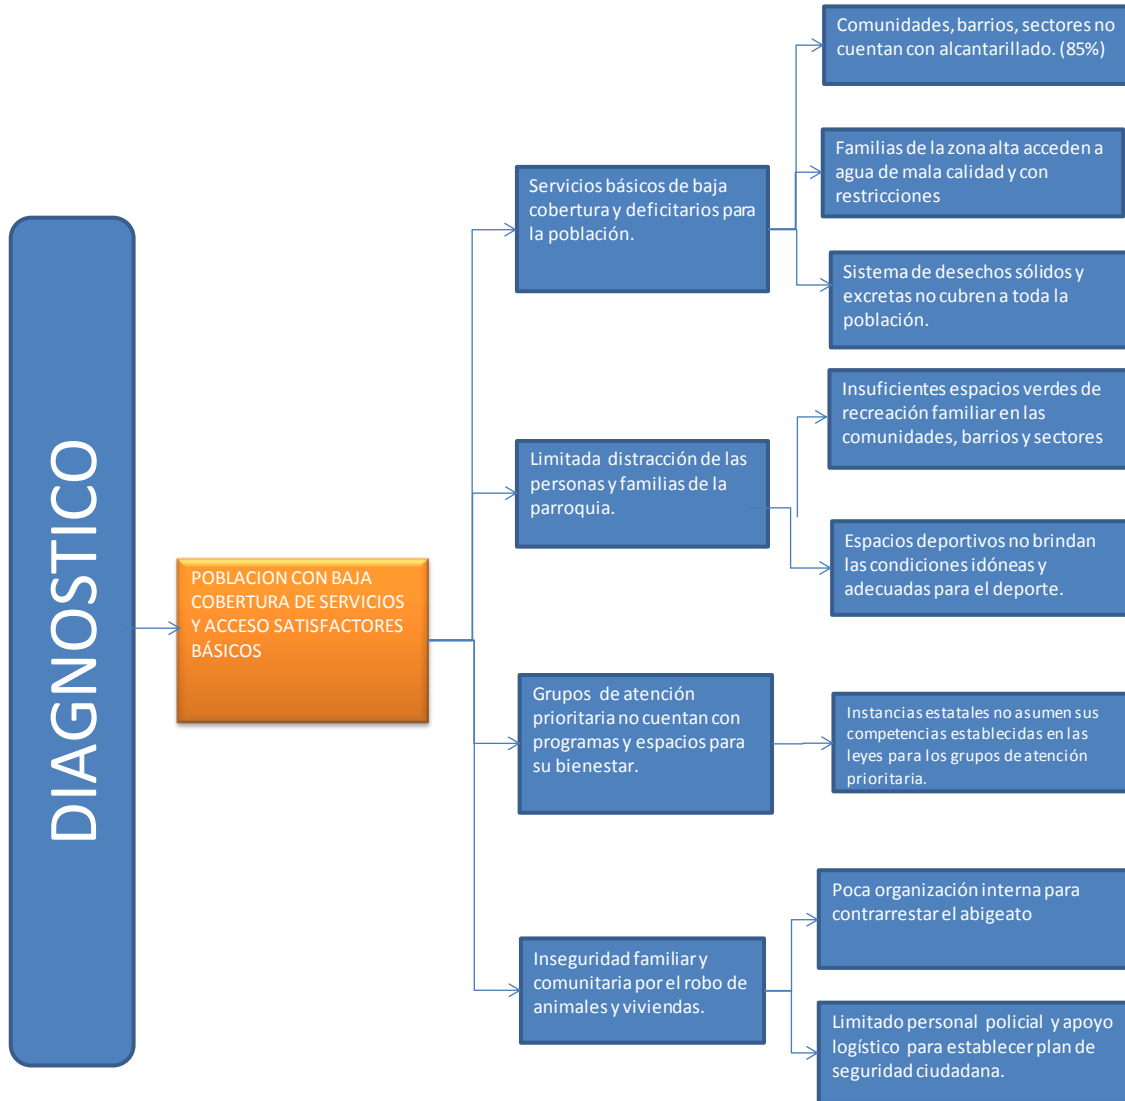 DIAGNOSTICO
POBLACION CON BAJA
COBERTURA DE SERVICIOS
Y ACCESO SATISFACTORES
BÁSICOS
Servicios básicos de baja
cobertura y deficitarios para
la población.
Comunidades, barrios, sectores no
cuentan con alcantarillado. (85%)
Familias de la zona alta acceden a
agua de mala calidad y con
restricciones
Sistema de desechos sólidos y
excretas no cubren a toda la
población.
Limitada distracción de las
personas y familias de la
parroquia.
Insuficientes espacios verdes de
recreación familiar en las
comunidades, barrios y sectores
Espacios deportivos no brindan
las condiciones idóneas y
adecuadas para el deporte.
Grupos de atención
prioritaria no cuentan con
programas y espacios para
su bienestar.
Instancias estatales no asumen sus
competencias establecidas en las
leyes para los grupos de atención
prioritaria.
Inseguridad familiar y
comunitaria por el robo de
animales y viviendas.
Poca organización interna para
contrarrestar el abigeato
Limitado personal policial y apoyo
logístico para establecer plan de
seguridad ciudadana.